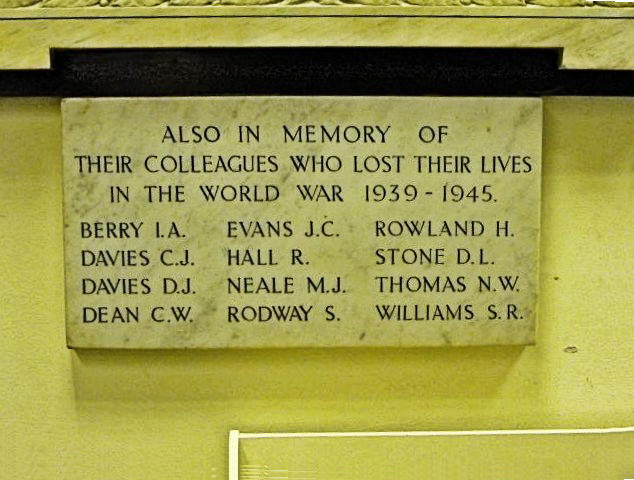 ALSO IN MEMORY OF
THEIR COLLEAGUES WHO LOST THEIR LIVES
IN THE WORLD WAR 1939-1945.
BERRY I.A. EVANS J.C. ROWLAND H.
DAVIES C.J. HALL R. STONE D.L.
DAVIES D.J. NEALE M.J. THOMAS N.W.
DEAN C.W. RODWAY S. WILLIAMS S.R.